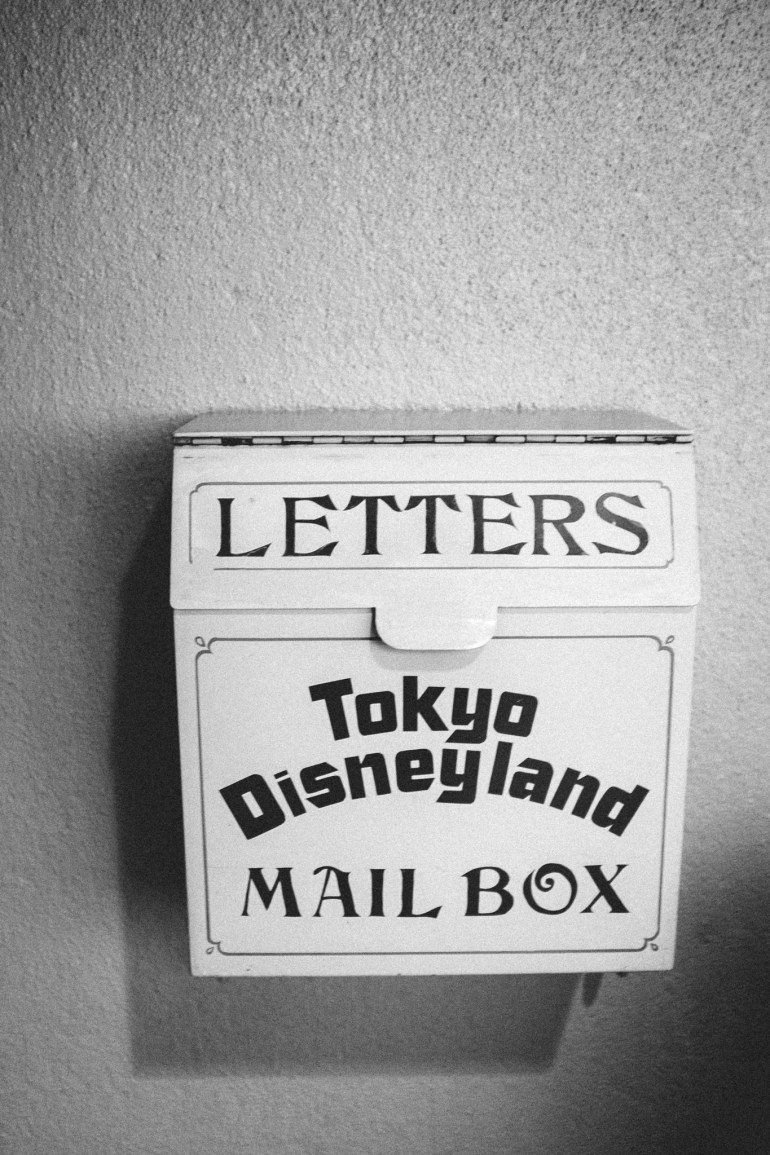 LETTERS
Tokyo
Disneyland
MAIL BOX